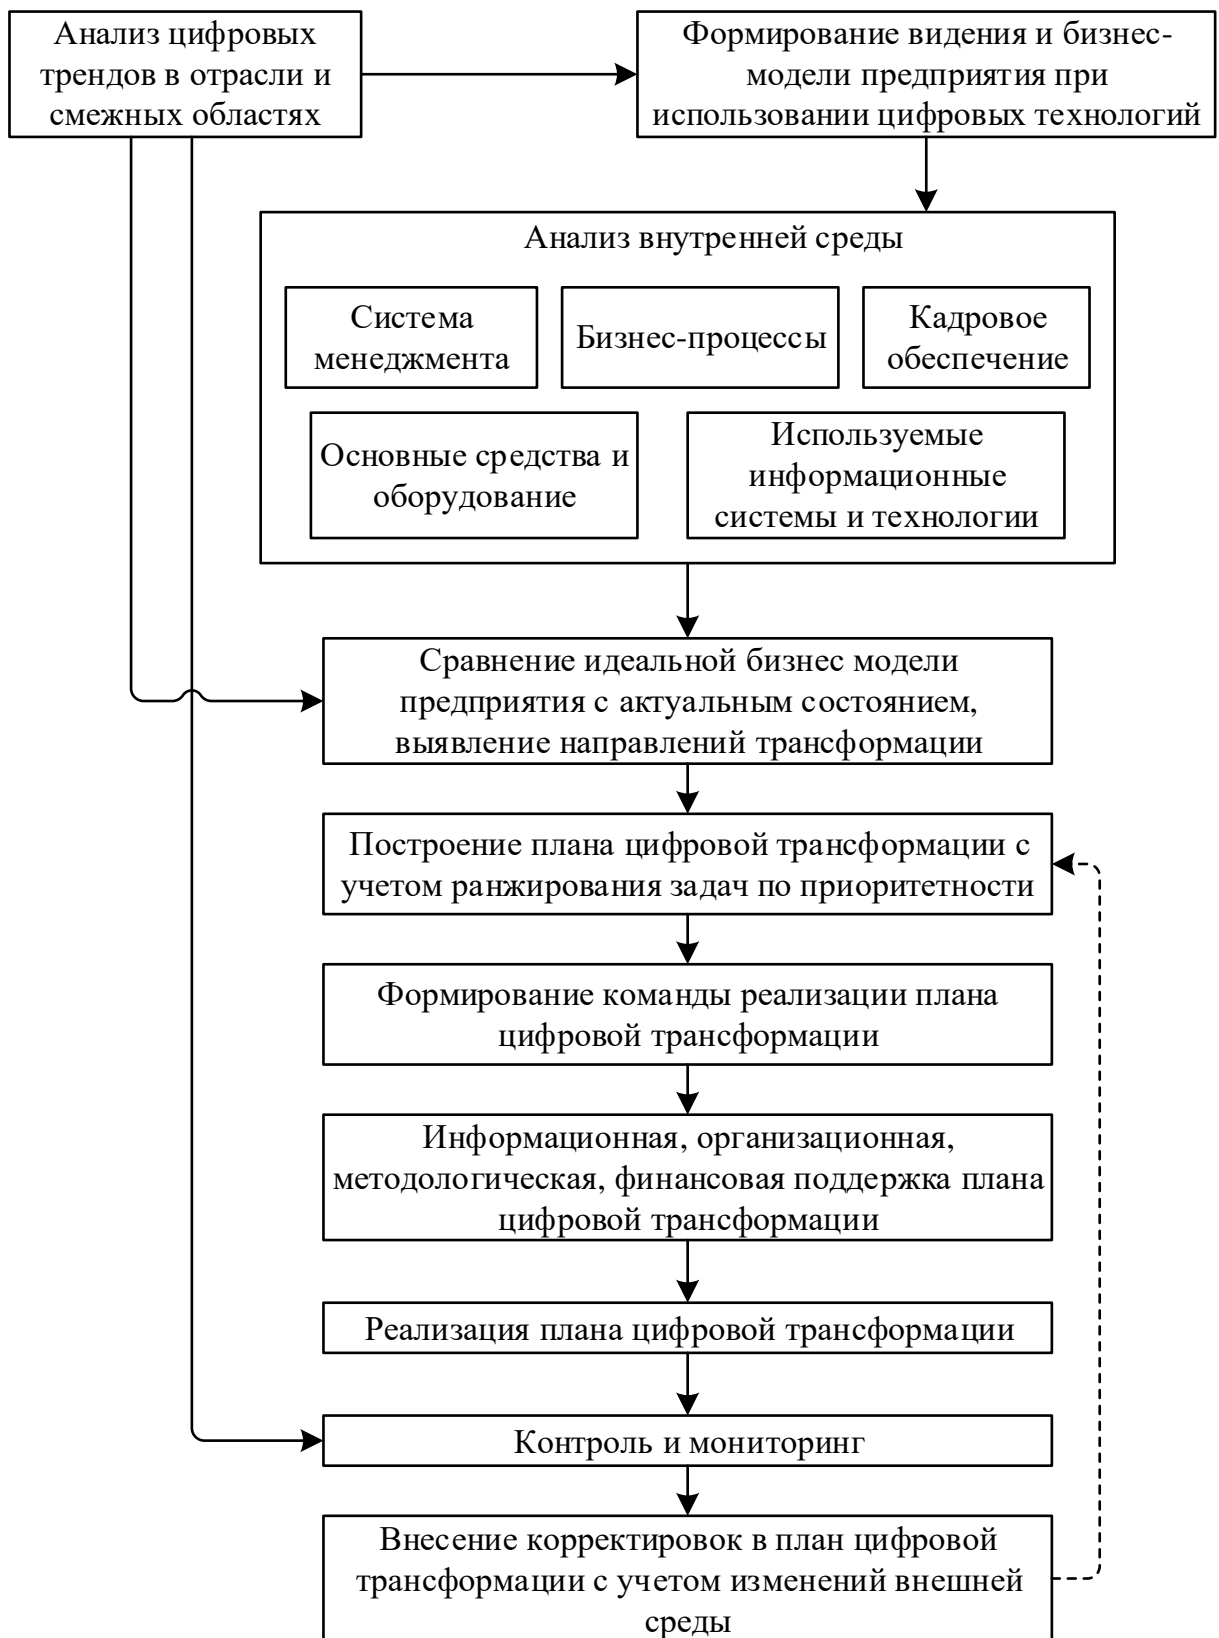 Анализ цифровых
трендов в отрасли и
смежных областях
Формирование видения и бизнес-
модели предприятия при
использовании цифровых технологий
Анализ внутренней среды
Система
менеджмента
Бизнес-процессы
Кадровое
обеспечение
Основные средства и
оборудование
Используемые
информационные
системы и технологии
Сравнение идеальной бизнес модели
предприятия с актуальным состоянием,
выявление направлений трансформации
Построение плана цифровой трансформации с
учетом ранжирования задач по приоритетности
Формирование команды реализации плана
цифровой трансформации
Информационная, организационная,
методологическая, финансовая поддержка плана
цифровой трансформации
Реализация плана цифровой трансформации
Контроль и мониторинг
Внесение корректировок в план цифровой
трансформации с учетом изменений внешней
среды